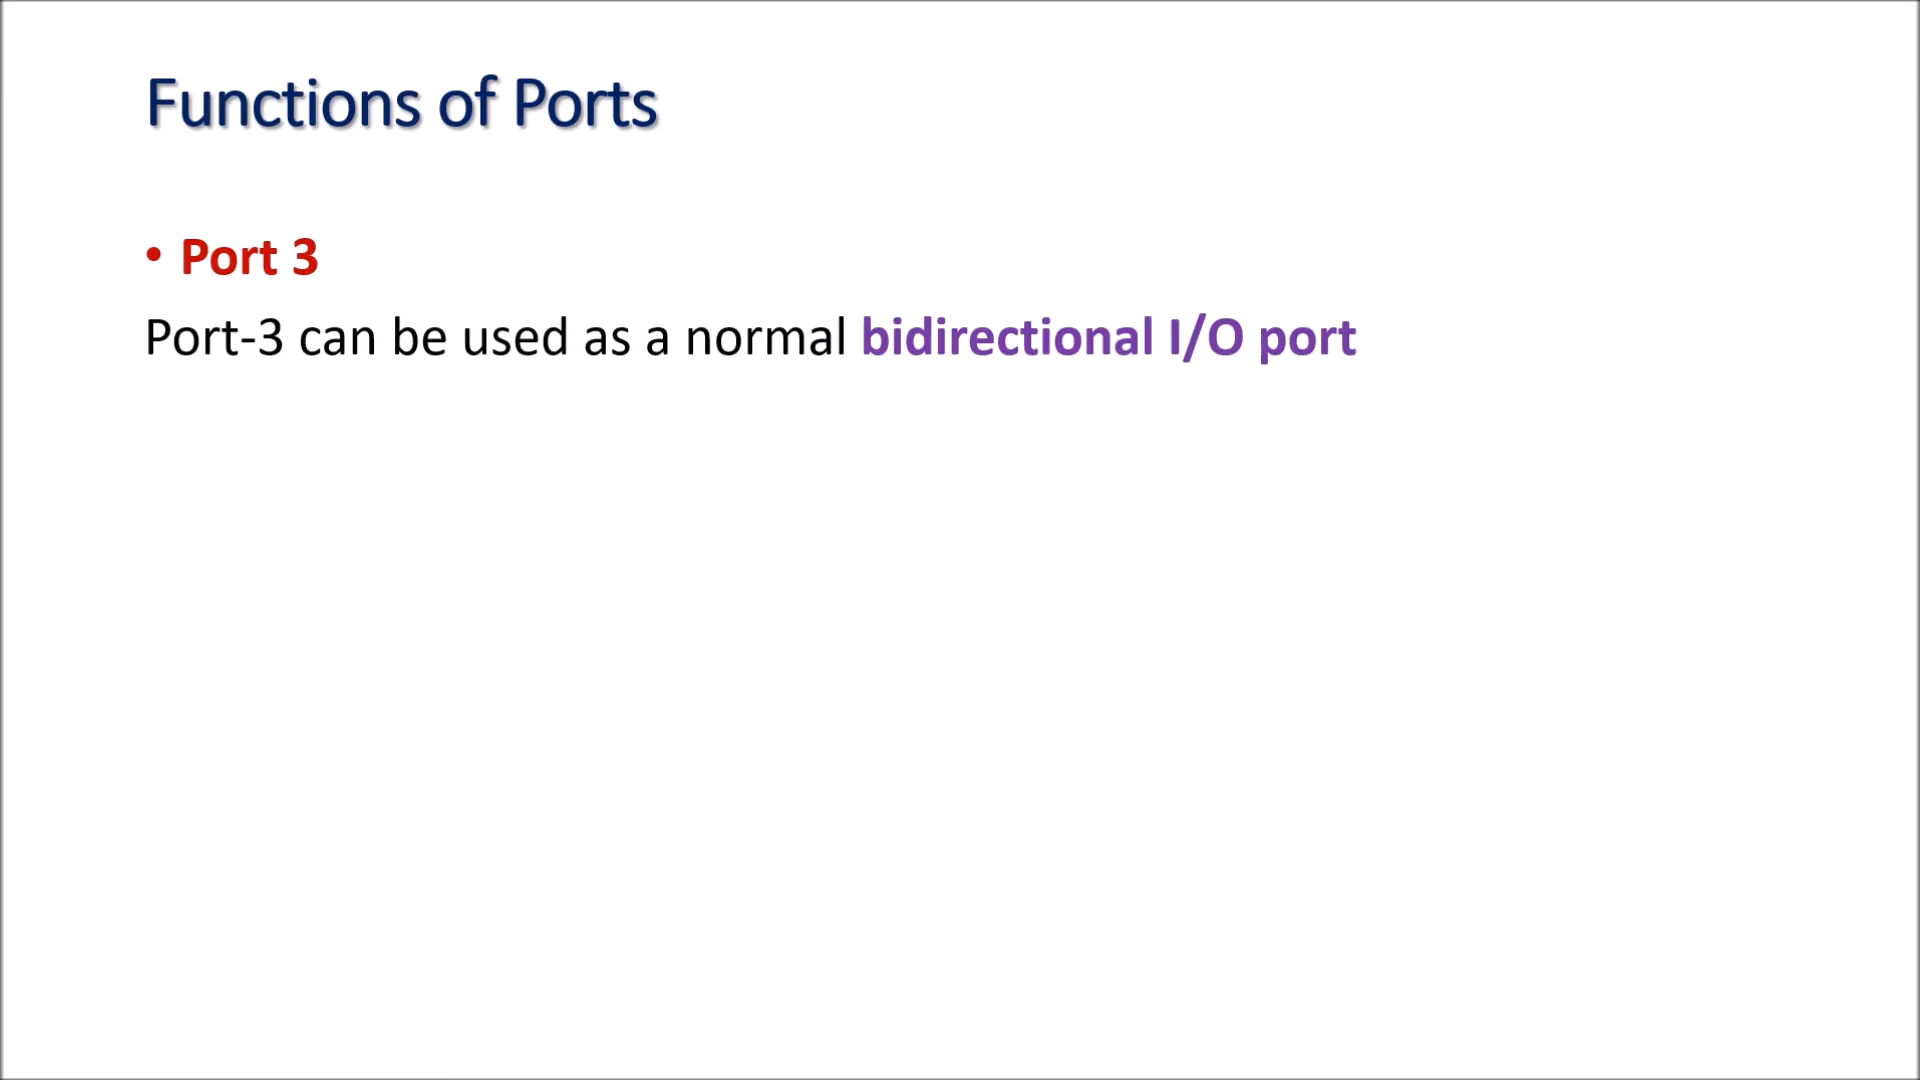 Functions of Ports
• Port 3
Port-3 can be used as a normal bidirectional I/O port